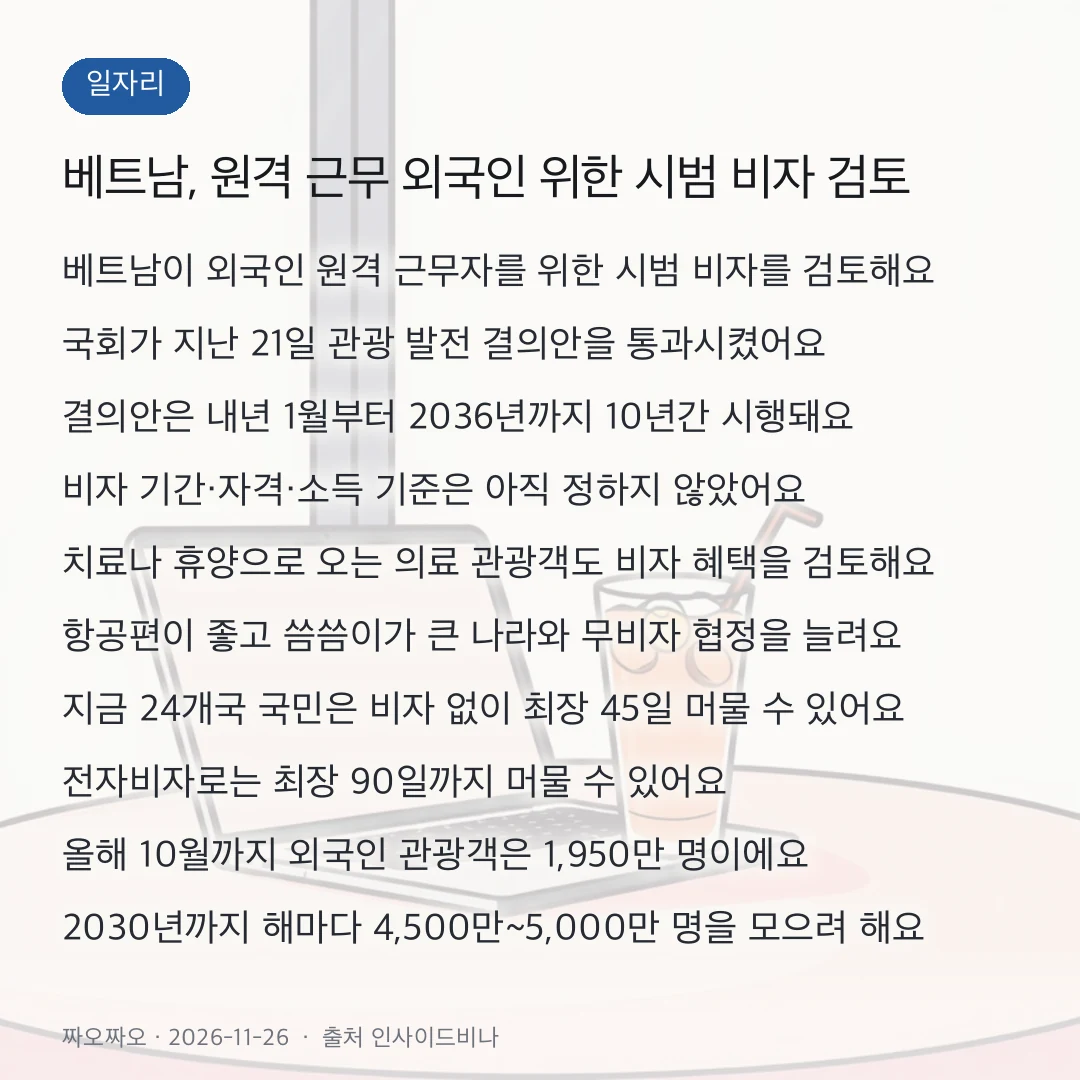 일자리
베트남, 원격 근무 외국인 위한 시범 비자 검토
베트남이 외국인 원격 근무자를 위한 시범 비자를 검토해요
국회가 지난 21일 관광 발전 결의안을 통과시켰어요
결의안은 내년 1월부터 2036년까지 10년간 시행돼요
비자 기간·자격·소득 기준은 아직 정하지 않았어요
치료나 휴양으로 오는 의료 관광객도 비자 혜택을 검토해요
항공편이 좋고 씀씀이가 큰 나라와 무비자 협정을 늘려요
지금 24개국 국민은 비자 없이 최장 45일 머물 수 있어요
전자비자로는 최장 90일까지 머물 수 있어요
올해 10월까지 외국인 관광객은 1,950만 명이에요
2030년까지 해마다 4,500만~5,000만 명을 모으려 해요
짜오짜오 · 2026-11-26 · 출처 인사이드비나